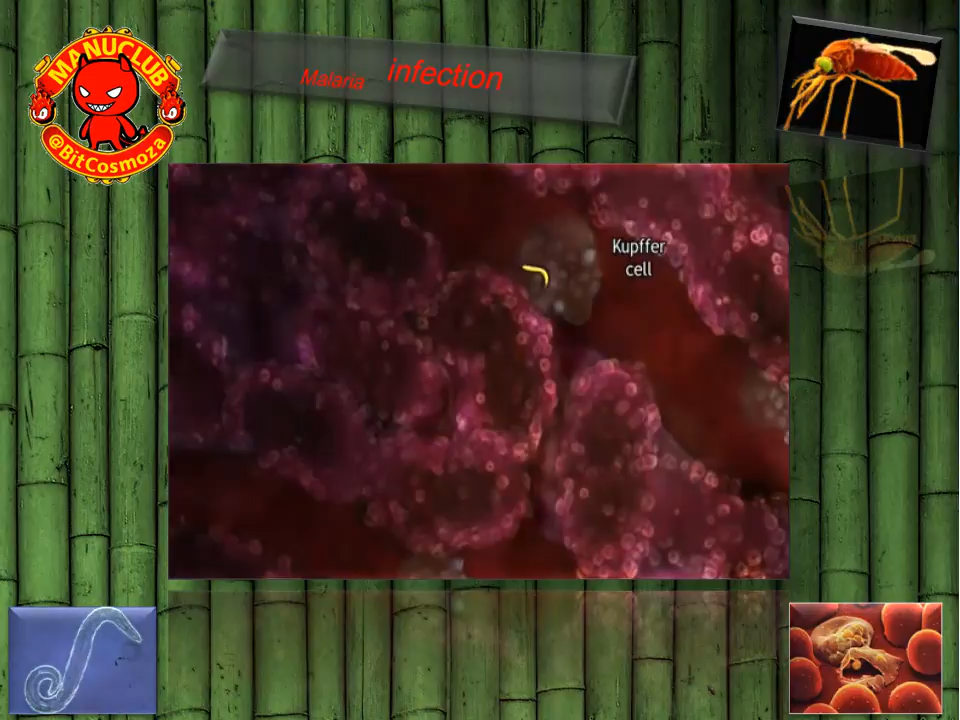 MANUCLUB
@BitCosmoza
Malaria infection
Kupffer
cell